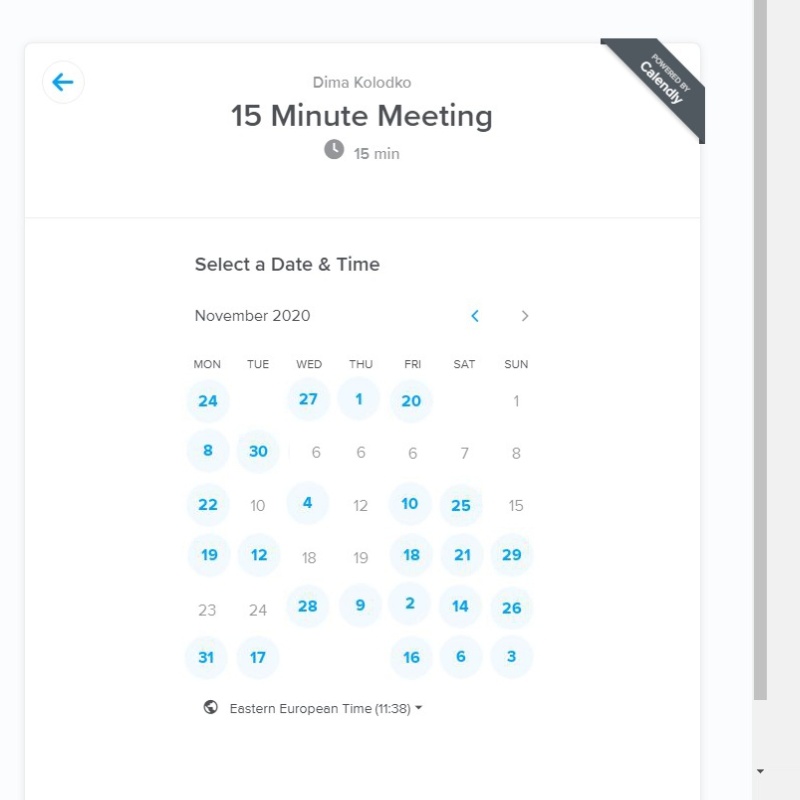 POWERED BY
Calendly
Dima Kolodko
15 Minute Meeting
15 min
Select a Date & Time
November 2020
MON TUE WED THU FRI SAT SUN
24 27 1 20 1
8 30 6 6 6 7 8
22 10 4 12 10 25 15
19 12 18 19 18 21 29
23 24 28 9 2 14 26
31 17 16 6 3
Eastern European Time (11:38)